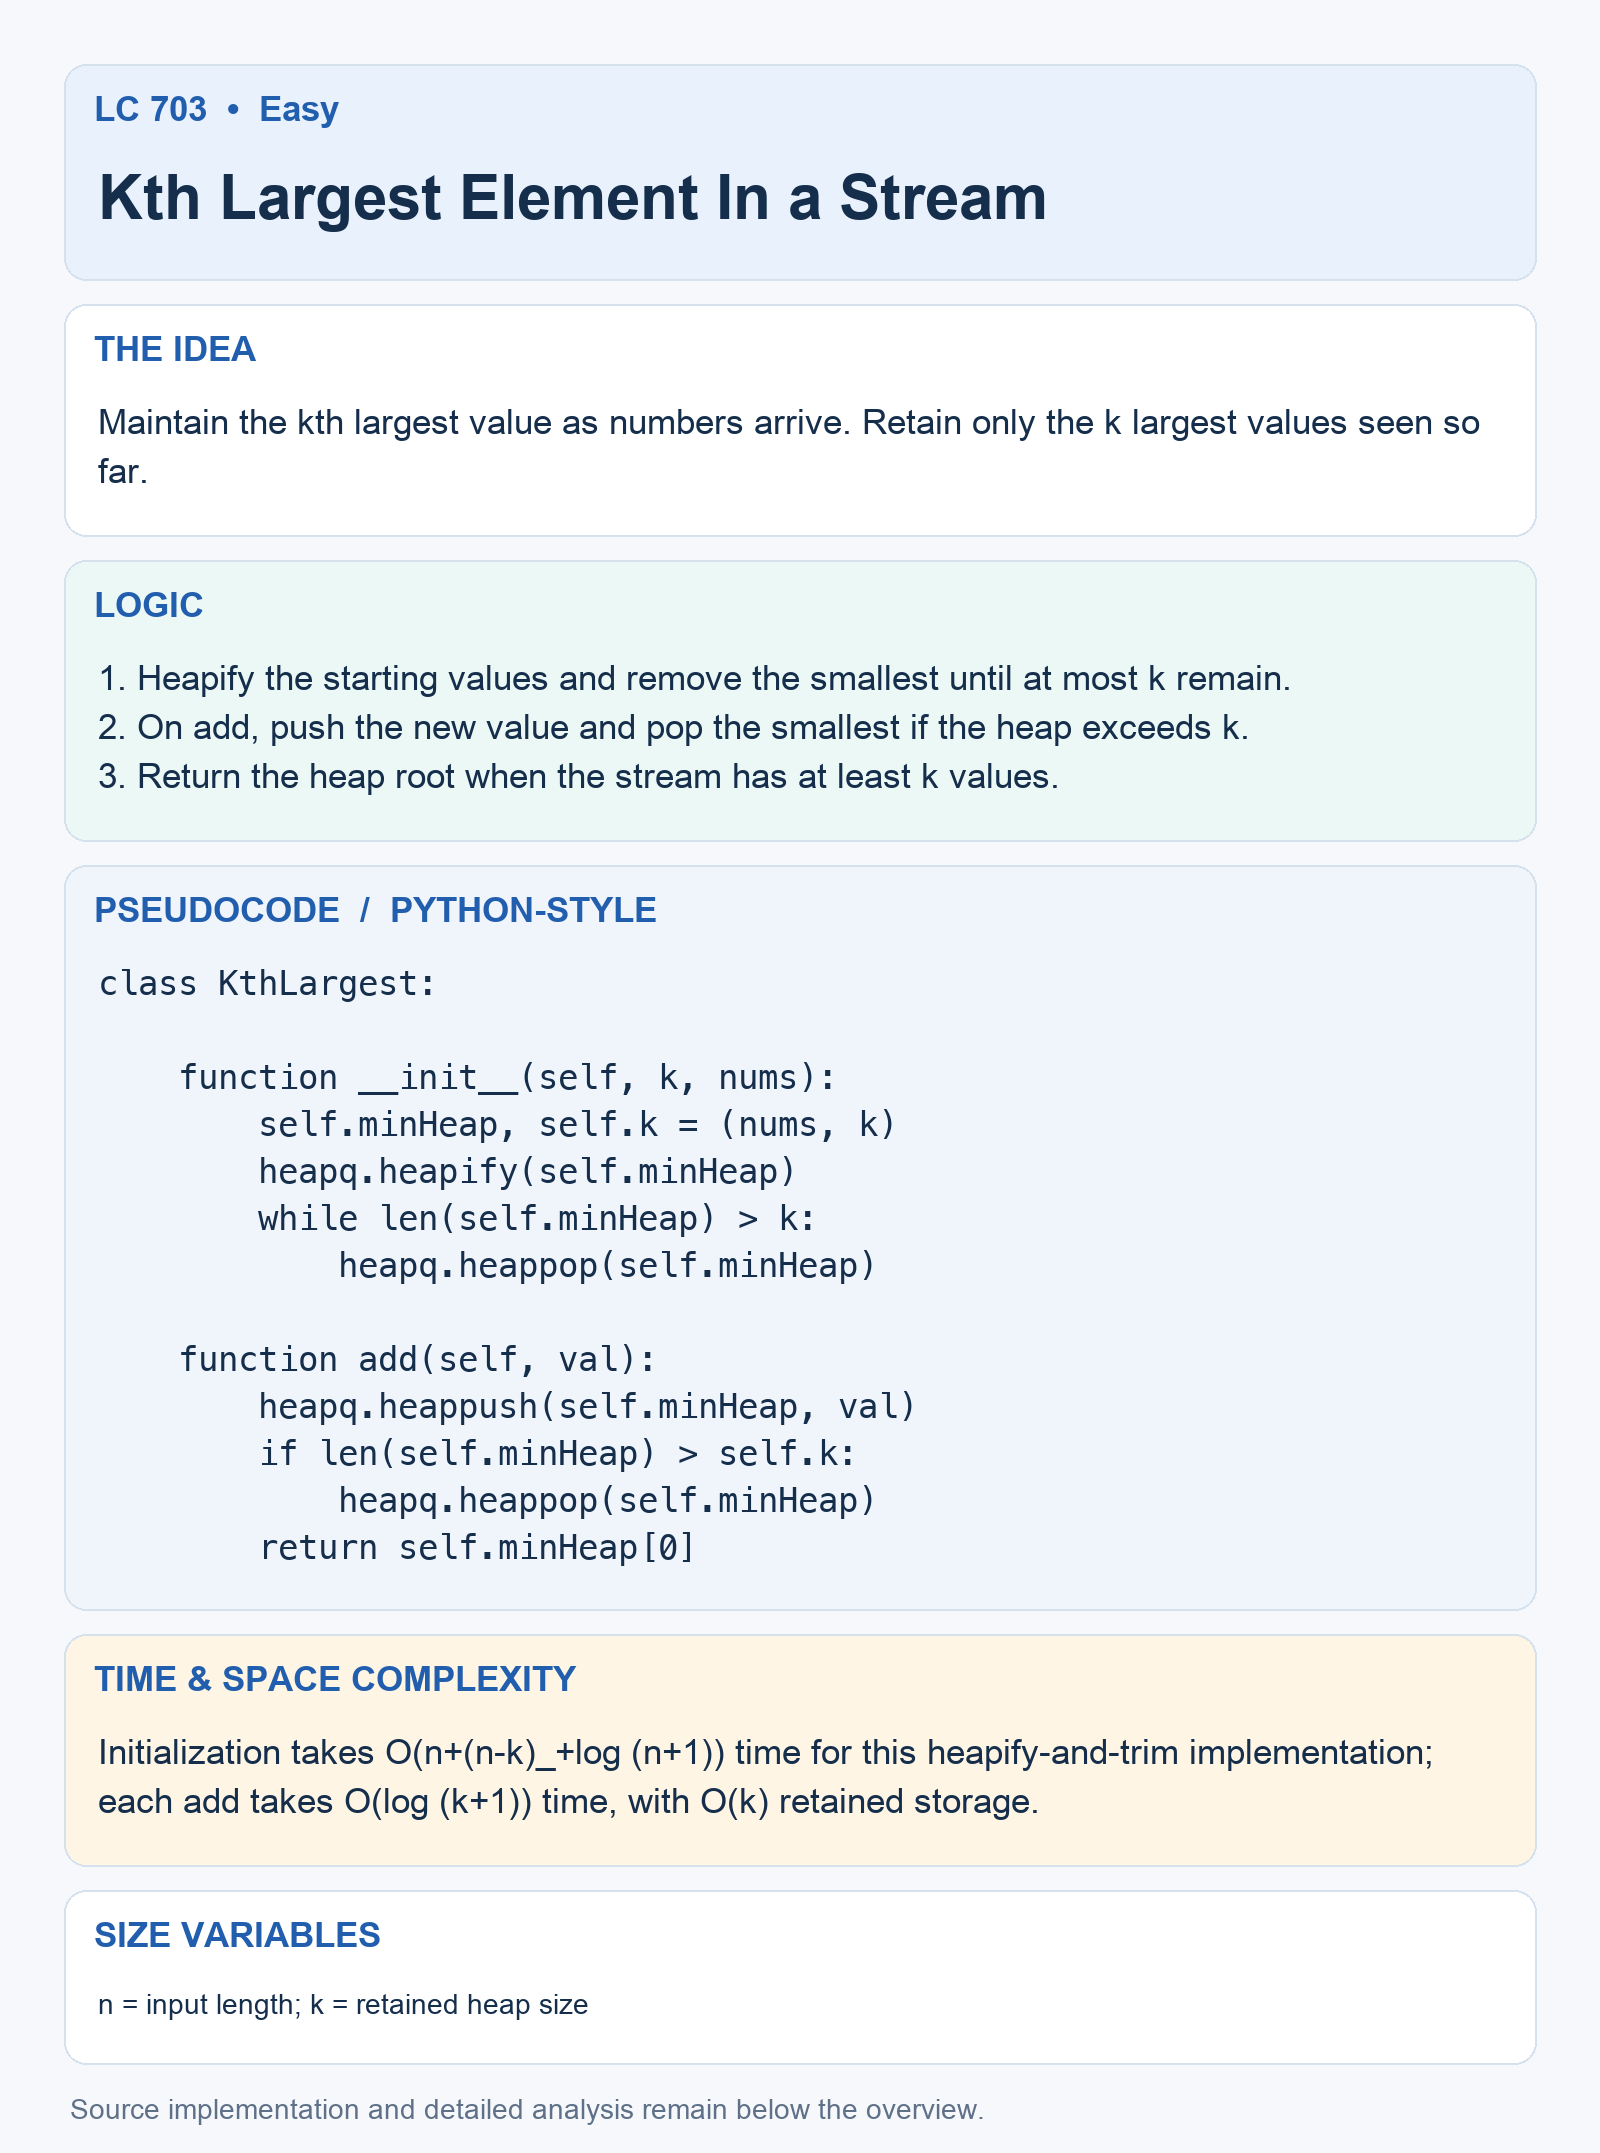 LC 703 • Easy
Kth Largest Element In a Stream
THE IDEA
Maintain the kth largest value as numbers arrive. Retain only the k largest values seen so
far.
LOGIC
1. Heapify the starting values and remove the smallest until at most k remain.
2. On add, push the new value and pop the smallest if the heap exceeds k.
3. Return the heap root when the stream has at least k values.
PSEUDOCODE / PYTHON-STYLE
class KthLargest:
    function __init__(self, k, nums):
        self.minHeap, self.k = (nums, k)
        heapq.heapify(self.minHeap)
        while len(self.minHeap) > k:
            heapq.heappop(self.minHeap)
    function add(self, val):
        heapq.heappush(self.minHeap, val)
        if len(self.minHeap) > self.k:
            heapq.heappop(self.minHeap)
        return self.minHeap[0]
TIME & SPACE COMPLEXITY
Initialization takes O(n+(n-k)_+log (n+1)) time for this heapify-and-trim implementation;
each add takes O(log (k+1)) time, with O(k) retained storage.
SIZE VARIABLES
n = input length; k = retained heap size
Source implementation and detailed analysis remain below the overview.